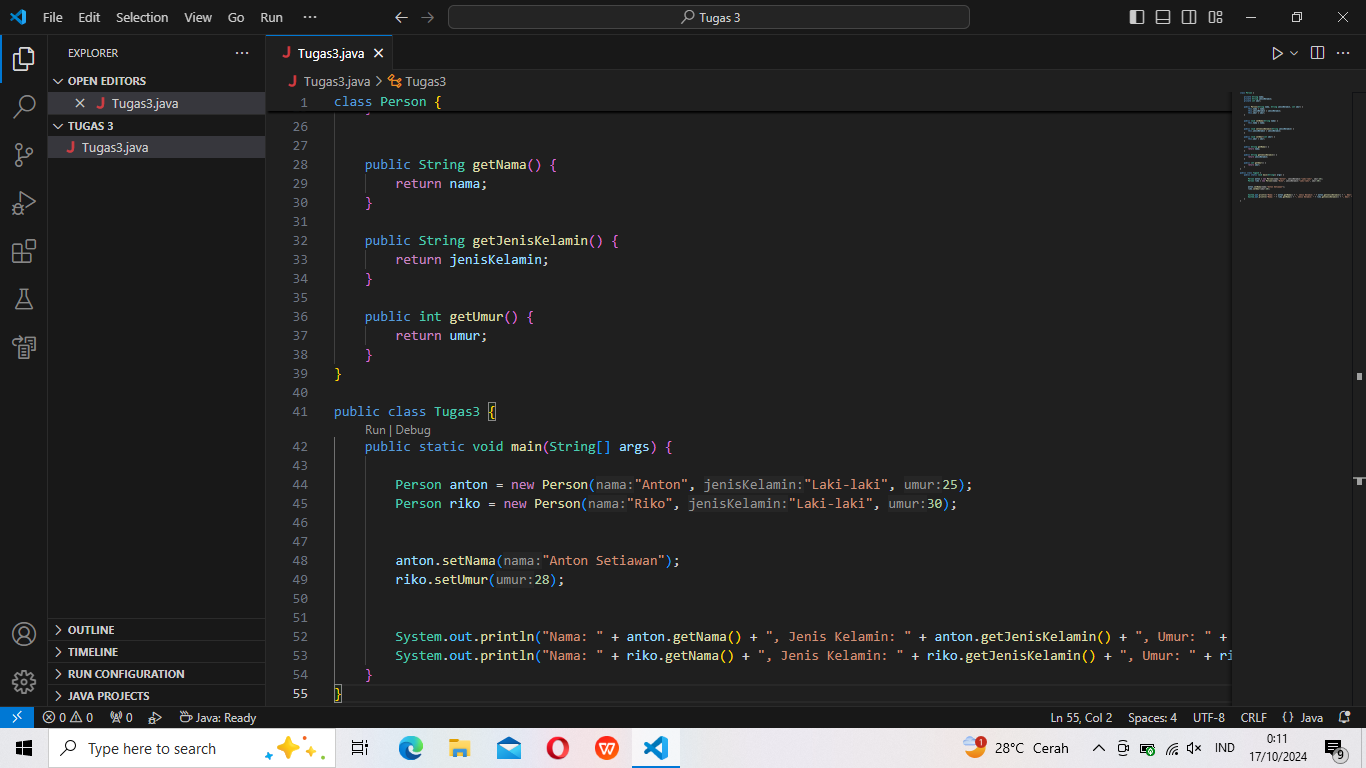 File Edit Selection View Go Run ··· Tugas 3
EXPLORER ···
OPEN EDITORS
Tugas3.java
TUGAS 3
Tugas3.java
OUTLINE
TIMELINE
RUN CONFIGURATION
JAVA PROJECTS
J Tugas3.java
J Tugas3.java > Tugas3
1 class Person {
}
26
27
28 public String getNama() {
29 return nama;
30 }
31
32 public String getJenisKelamin() {
33 return jenisKelamin;
34 }
35
36 public int getUmur() {
37 return umur;
38 }
39 }
40
41 public class Tugas3 {
Run | Debug
42 public static void main(String[] args) {
43
44 Person anton = new Person(nama:"Anton", jenisKelamin:"Laki-laki", umur:25);
45 Person riko = new Person(nama:"Riko", jenisKelamin:"Laki-laki", umur:30);
46
47
48 anton.setNama(nama:"Anton Setiawan");
49 riko.setUmur(umur:28);
50
51
52 System.out.println("Nama: " + anton.getNama() + ", Jenis Kelamin: " + anton.getJenisKelamin() + ", Umur: " +
53 System.out.println("Nama: " + riko.getNama() + ", Jenis Kelamin: " + riko.getJenisKelamin() + ", Umur: " + ri
54 }
55 }
0 0 0 Java: Ready Ln 55, Col 2 Spaces: 4 UTF-8 CRLF {} Java
Type here to search 1 28°C Cerah IND 0:11
17/10/2024 9